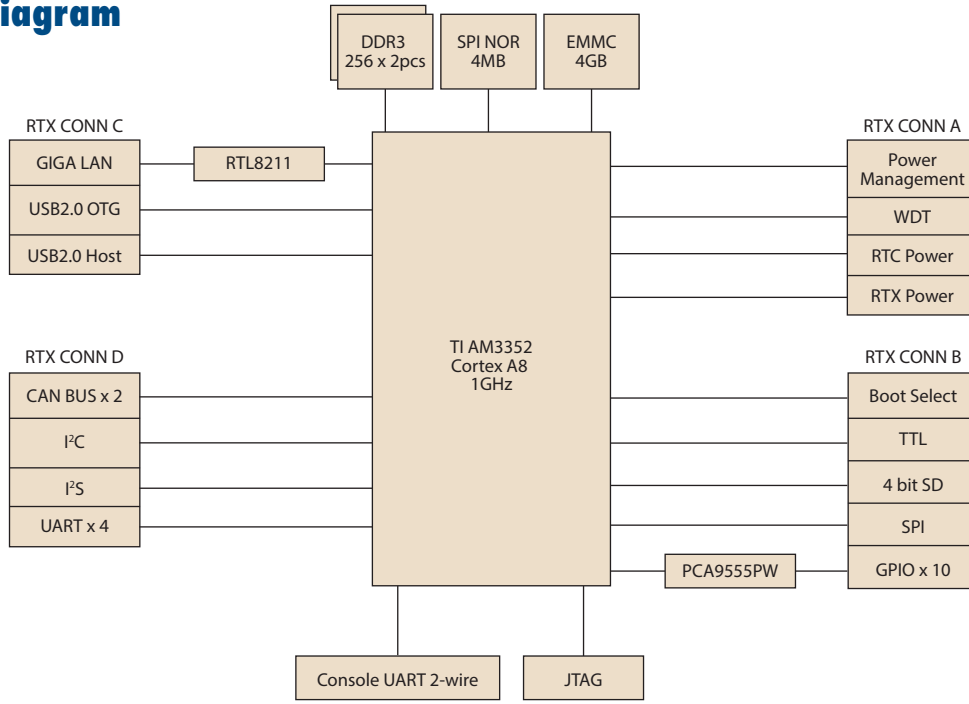 iagram
DDR3
256 x 2pcs
SPI NOR
4MB
EMMC
4GB
RTX CONN C
GIGA LAN
USB2.0 OTG
USB2.0 Host
RTL8211
RTX CONN A
Power
Management
WDT
RTC Power
RTX Power
TI AM3352
Cortex A8
1GHz
RTX CONN D
CAN BUS x 2
I²C
I²S
UART x 4
RTX CONN B
Boot Select
TTL
4 bit SD
SPI
GPIO x 10
PCA9555PW
Console UART 2-wire
JTAG